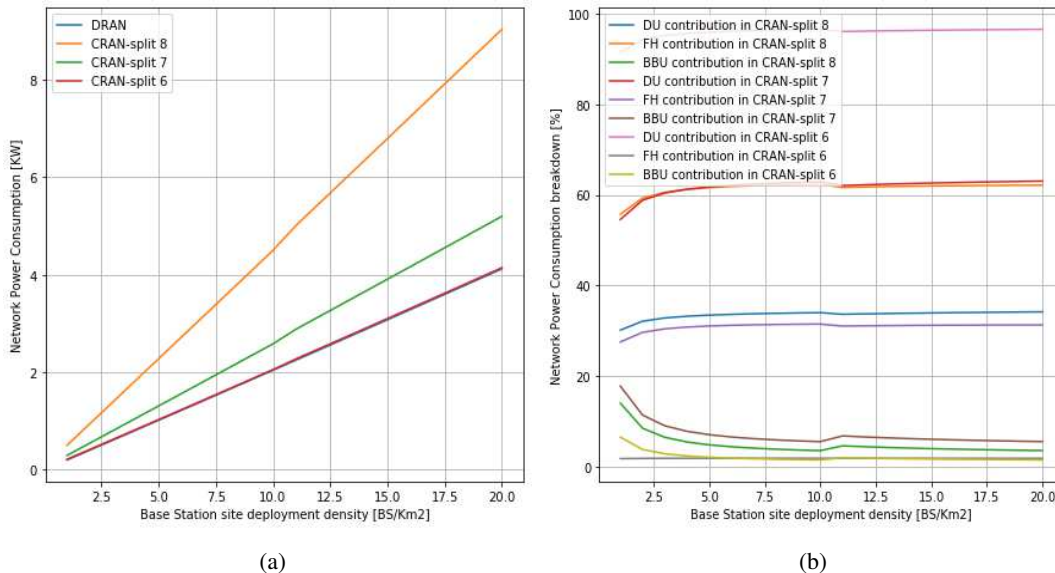 DRAN
CRAN-split 8
CRAN-split 7
CRAN-split 6
Network Power Consumption [KW]
8
6
4
2
0
2.5 5.0 7.5 10.0 12.5 15.0 17.5 20.0
Base Station site deployment density [BS/Km2]
(a)
DU contribution in CRAN-split 8
FH contribution in CRAN-split 8
BBU contribution in CRAN-split 8
DU contribution in CRAN-split 7
FH contribution in CRAN-split 7
BBU contribution in CRAN-split 7
DU contribution in CRAN-split 6
FH contribution in CRAN-split 6
BBU contribution in CRAN-split 6
Network Power Consumption breakdown [%]
100
80
60
40
20
0
2.5 5.0 7.5 10.0 12.5 15.0 17.5 20.0
Base Station site deployment density [BS/Km2]
(b)